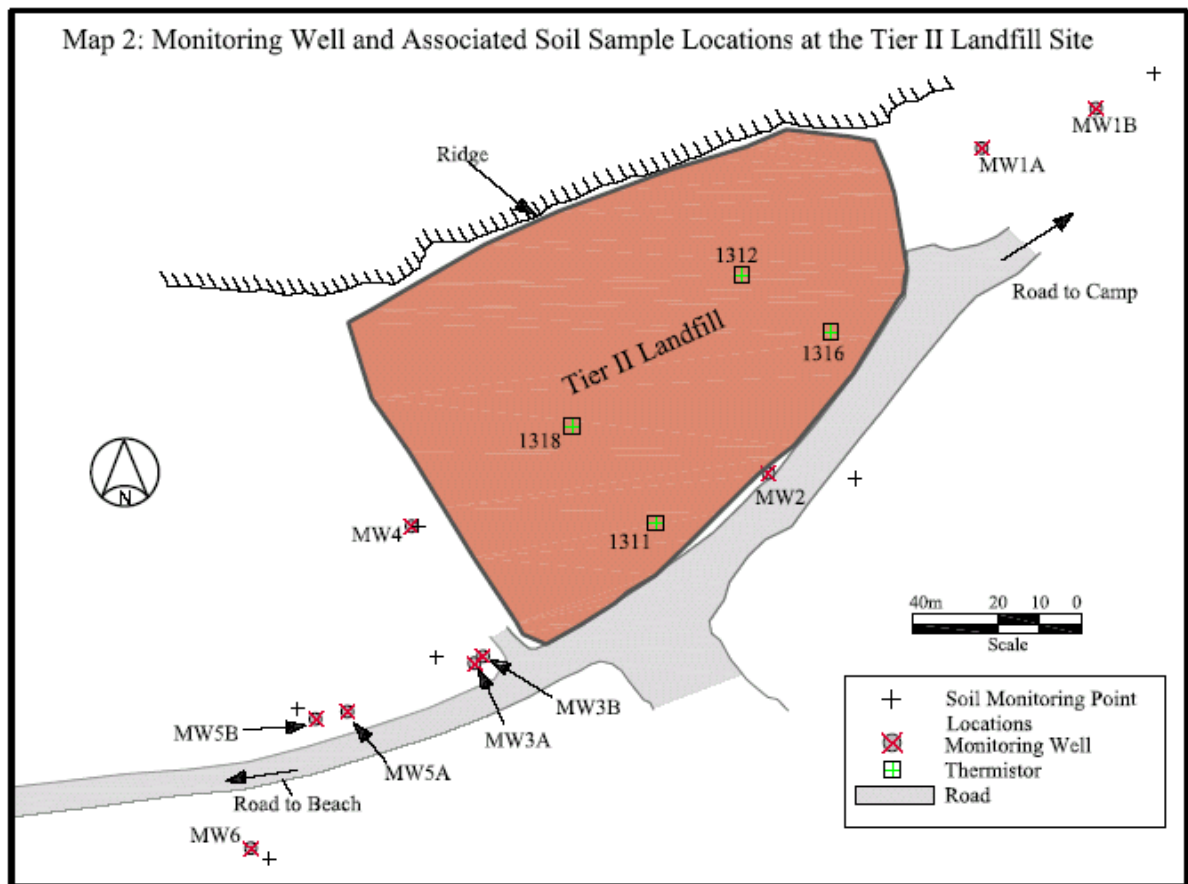 Map 2: Monitoring Well and Associated Soil Sample Locations at the Tier II Landfill Site
MW1B
MW1A
Ridge
1312
Road to Camp
Tier II Landfill
1316
1318
N
MW2
MW4
1311
40m 20 10 0
Scale
MW3B
MW5B
MW3A
MW5A
Road to Beach
MW6
Soil Monitoring Point
Locations
Monitoring Well
Thermistor
Road